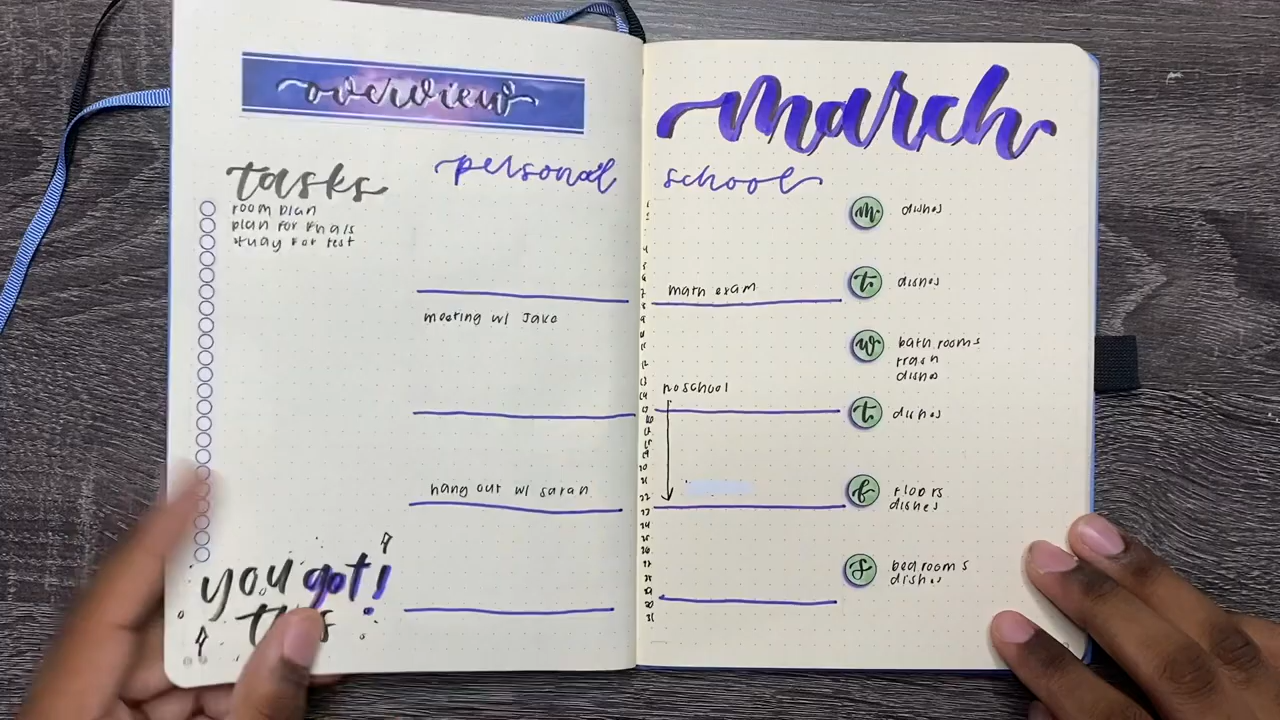 overview
tasks
room plan
plan for finals
study for test
you got!
this
personal
meeting w/ Jake
hang out w/ sarah
march
school
math exam
no school
m dishes
t dishes
w bathrooms
trash
dishes
t dishes
f floors
dishes
s bedrooms
dishes